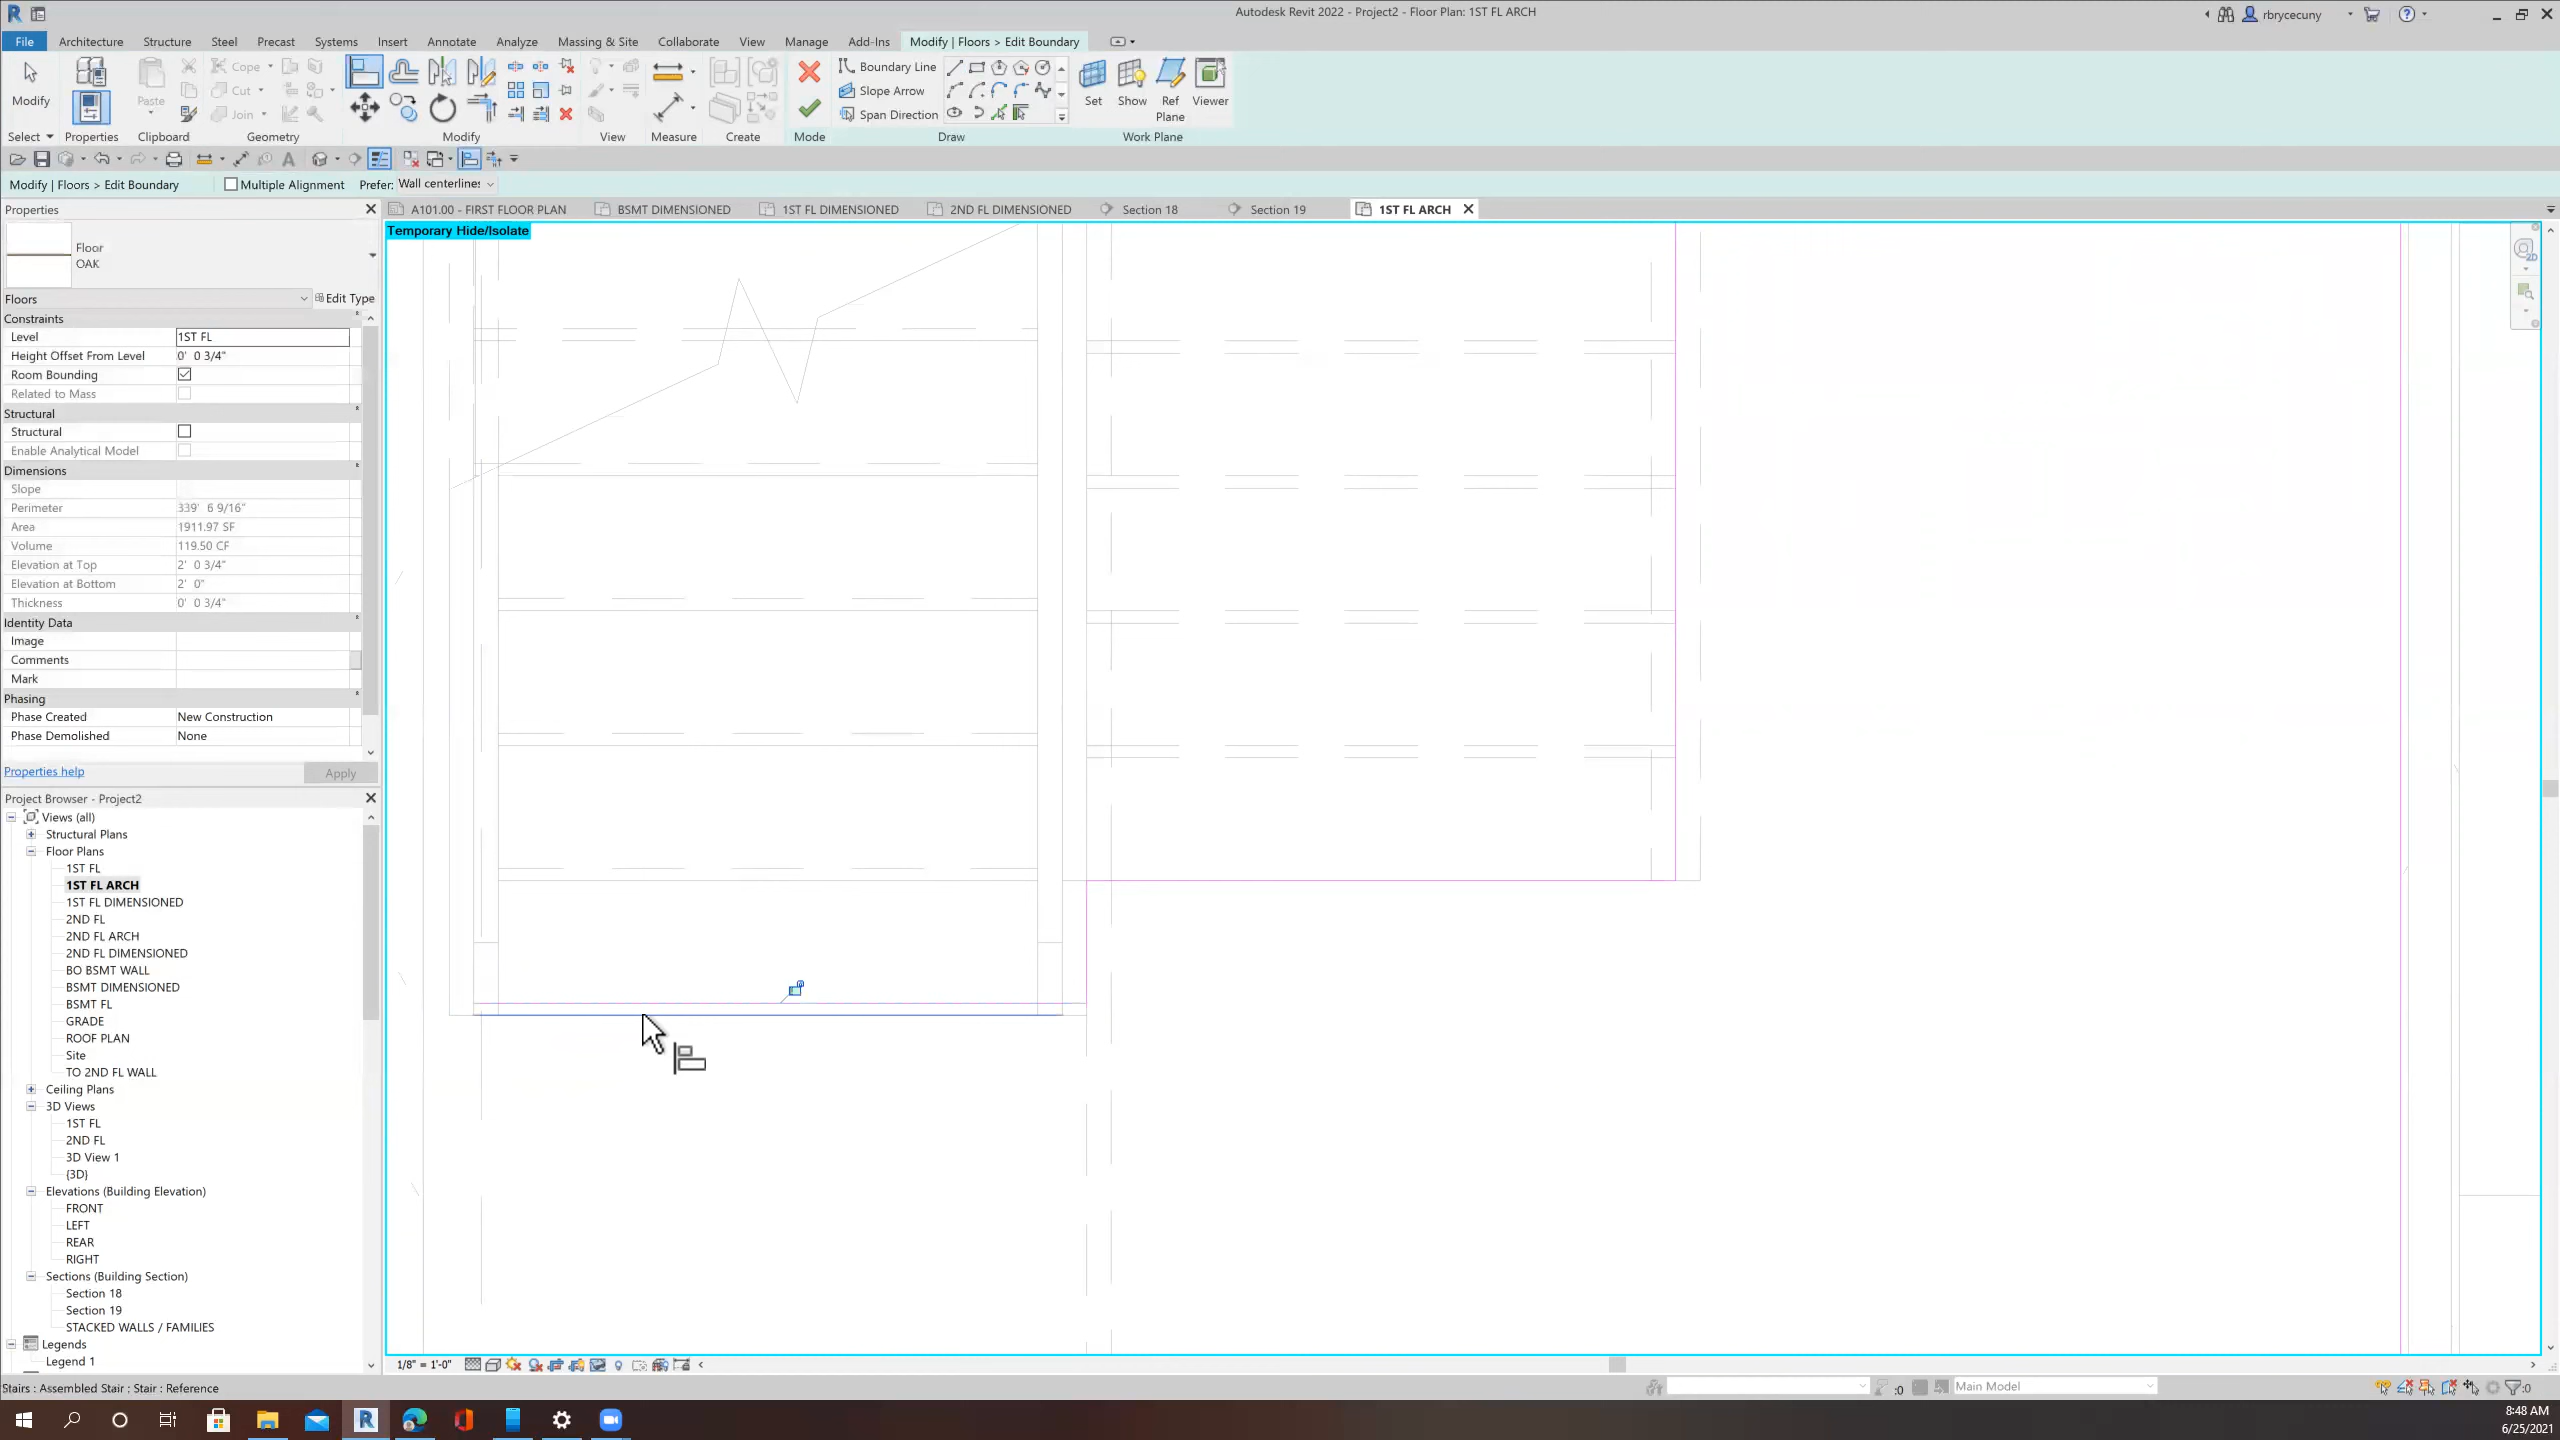 Autodesk Revit 2022 - Project2 - Floor Plan: 1ST FL ARCH
rbrycecuny
File Architecture Structure Steel Precast Systems Insert Annotate Analyze Massing & Site Collaborate View Manage Add-Ins Modify | Floors > Edit Boundary
Modify Paste Cope Cut Join Boundary Line Slope Arrow Span Direction Set Show Ref Plane Viewer
Select Properties Clipboard Geometry Modify View Measure Create Mode Draw Work Plane
Modify | Floors > Edit Boundary Multiple Alignment Prefer: Wall centerlines
Properties
A101.00 - FIRST FLOOR PLAN BSMT DIMENSIONED 1ST FL DIMENSIONED 2ND FL DIMENSIONED Section 18 Section 19 1ST FL ARCH
Temporary Hide/Isolate
Floor
OAK
Floors Edit Type
Constraints
Level 1ST FL
Height Offset From Level 0' 0 3/4"
Room Bounding
Related to Mass
Structural
Structural
Enable Analytical Model
Dimensions
Slope
Perimeter 339' 6 9/16"
Area 1911.97 SF
Volume 119.50 CF
Elevation at Top 2' 0 3/4"
Elevation at Bottom 2' 0"
Thickness 0' 0 3/4"
Identity Data
Image
Comments
Mark
Phasing
Phase Created New Construction
Phase Demolished None
Properties help Apply
Project Browser - Project2
Views (all)
Structural Plans
Floor Plans
1ST FL
1ST FL ARCH
1ST FL DIMENSIONED
2ND FL
2ND FL ARCH
2ND FL DIMENSIONED
BO BSMT WALL
BSMT DIMENSIONED
BSMT FL
GRADE
ROOF PLAN
Site
TO 2ND FL WALL
Ceiling Plans
3D Views
1ST FL
2ND FL
3D View 1
{3D}
Elevations (Building Elevation)
FRONT
LEFT
REAR
RIGHT
Sections (Building Section)
Section 18
Section 19
STACKED WALLS / FAMILIES
Legends
Legend 1
1/8" = 1'-0"
Stairs : Assembled Stair : Stair : Reference
:0 Main Model :0
8:48 AM
6/25/2021